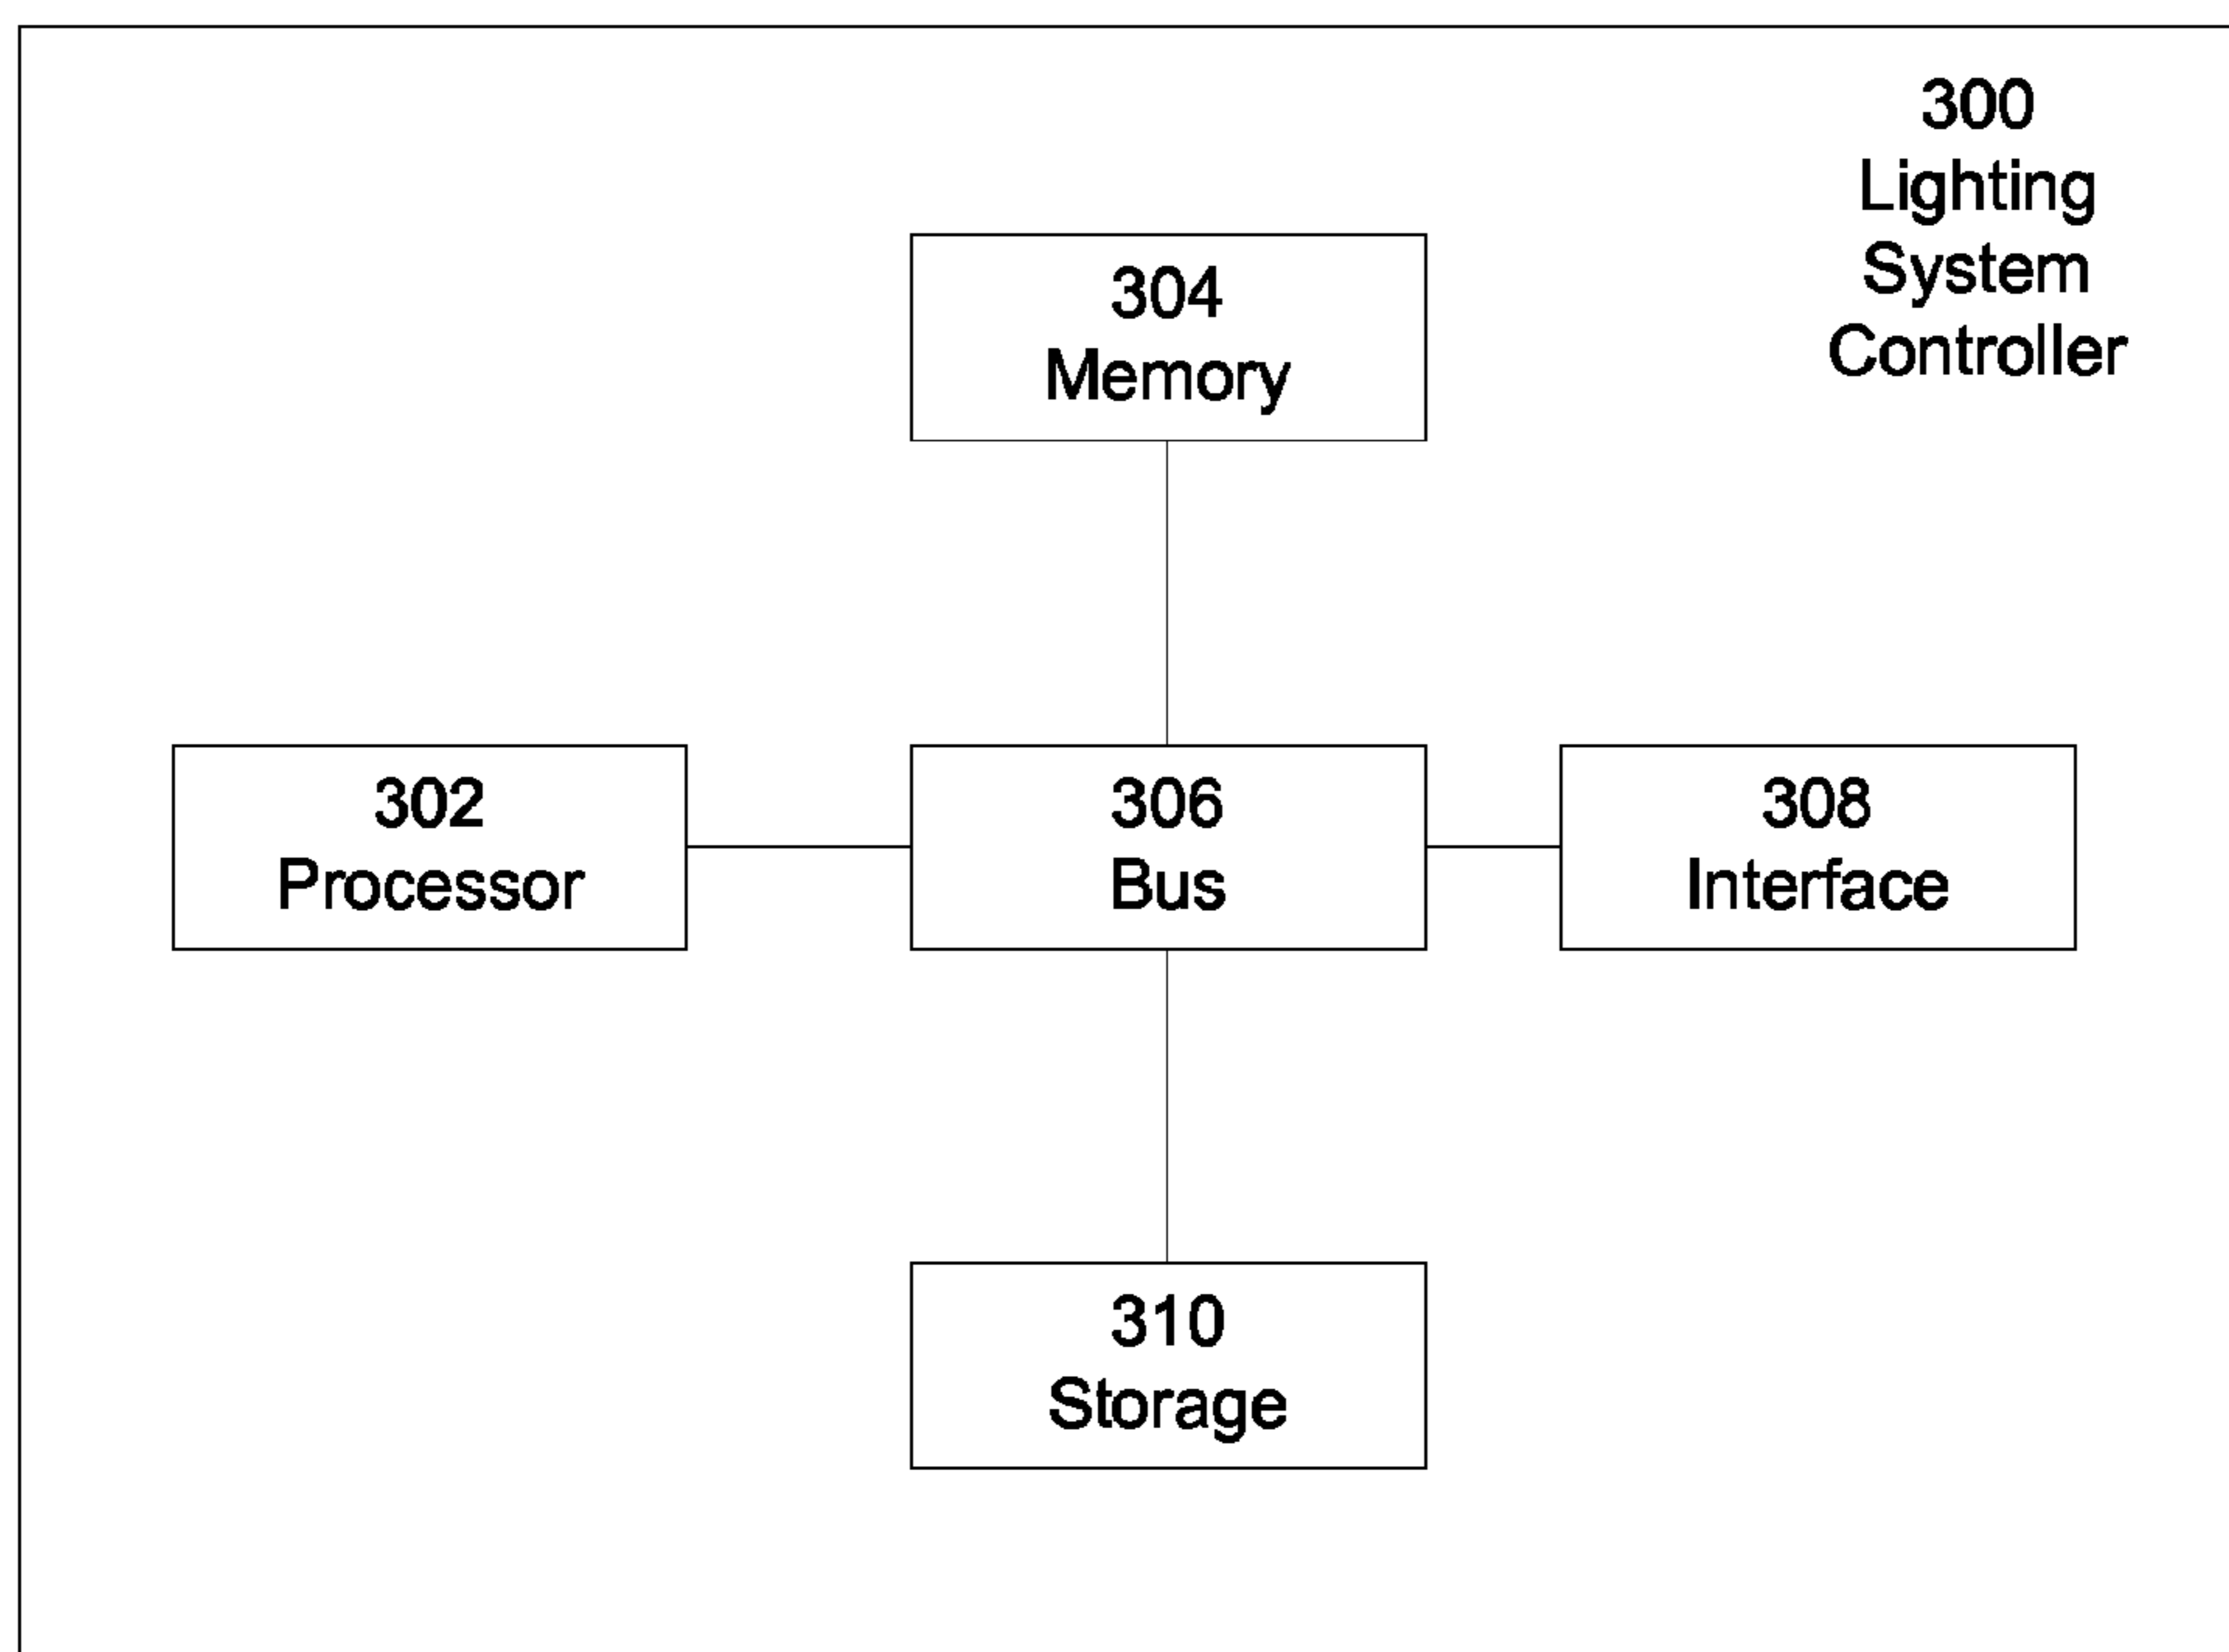 300
Lighting
System
Controller
304
Memory
302
Processor
306
Bus
308
Interface
310
Storage